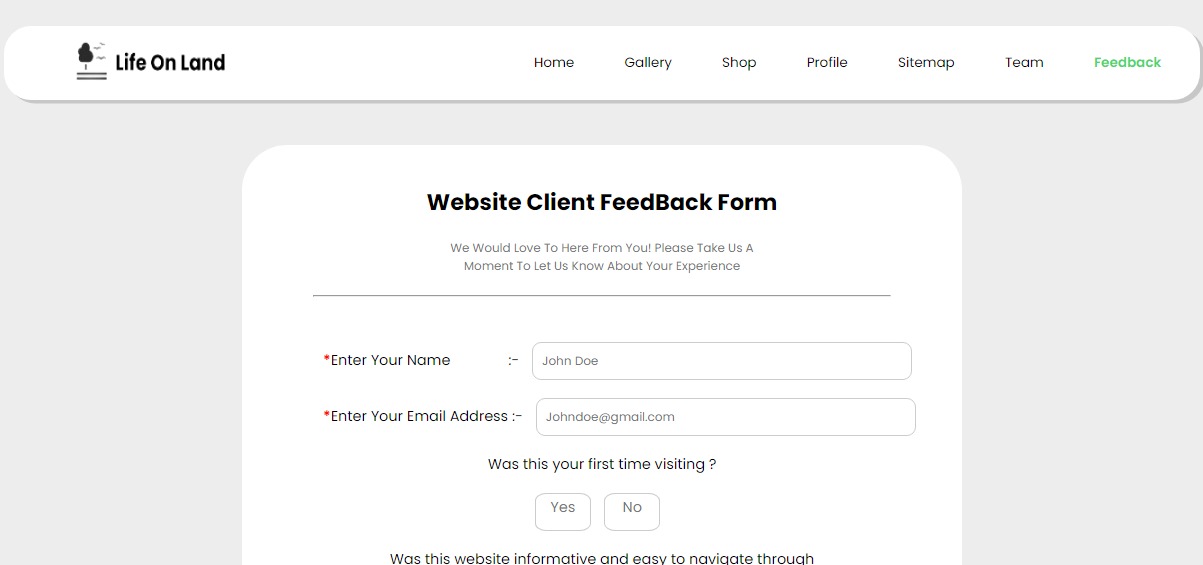 Life On Land
Home Gallery Shop Profile Sitemap Team Feedback
Website Client FeedBack Form
We Would Love To Here From You! Please Take Us A
Moment To Let Us Know About Your Experience
*Enter Your Name :- John Doe
*Enter Your Email Address :- Johndoe@gmail.com
Was this your first time visiting ?
Yes No
Was this website informative and easy to navigate through